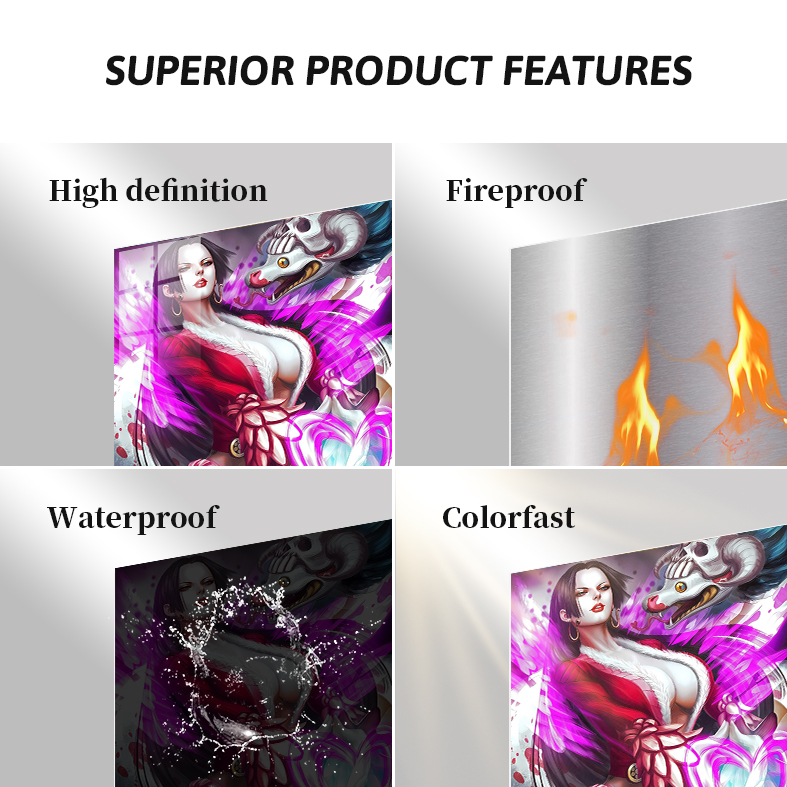 SUPERIOR PRODUCT FEATURES
High definition
Fireproof
Waterproof
Colorfast